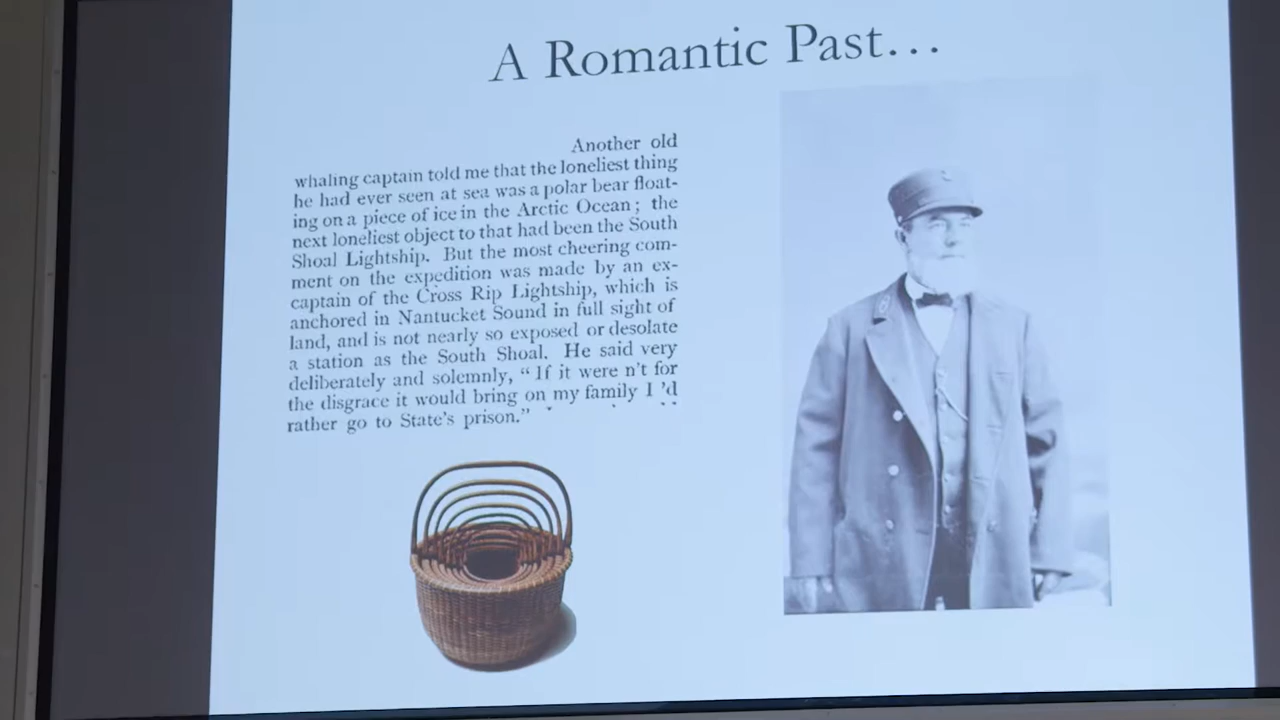 A Romantic Past...
Another old
whaling captain told me that the loneliest thing
he had ever seen at sea was a polar bear float-
ing on a piece of ice in the Arctic Ocean; the
next loneliest object to that had been the South
Shoal Lightship. But the most cheering com-
ment on the expedition was made by an ex-
captain of the Cross Rip Lightship, which is
anchored in Nantucket Sound in full sight of
land, and is not nearly so exposed or desolate
a station as the South Shoal. He said very
deliberately and solemnly, “ If it were n’t for
the disgrace it would bring on my family I ’d
rather go to State’s prison.”